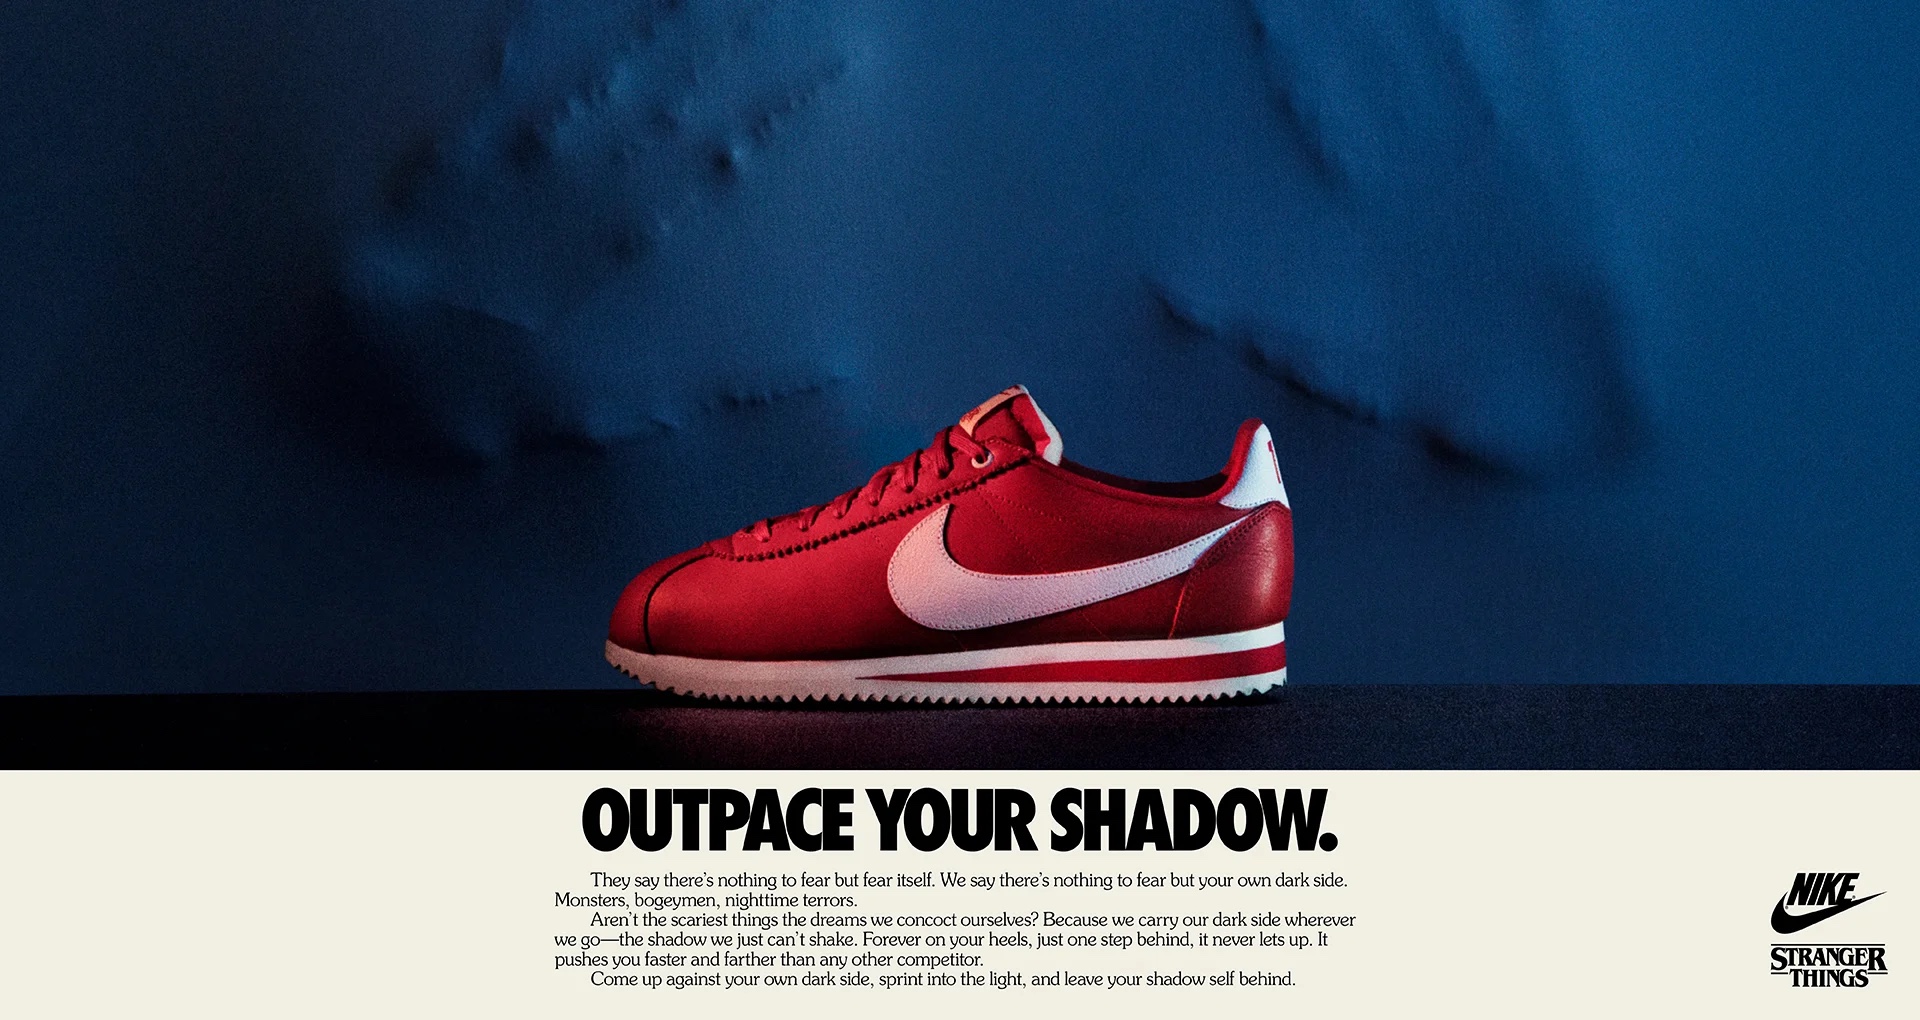 OUTPACE YOUR SHADOW.
They say there's nothing to fear but fear itself. We say there's nothing to fear but your own dark side.
Monsters, bogeymen, nighttime terrors.
Aren't the scariest things the dreams we concoct ourselves? Because we carry our dark side wherever
we go—the shadow we just can't shake. Forever on your heels, just one step behind, it never lets up. It
pushes you faster and farther than any other competitor.
Come up against your own dark side, sprint into the light, and leave your shadow self behind.
NIKE
STRANGER
THINGS